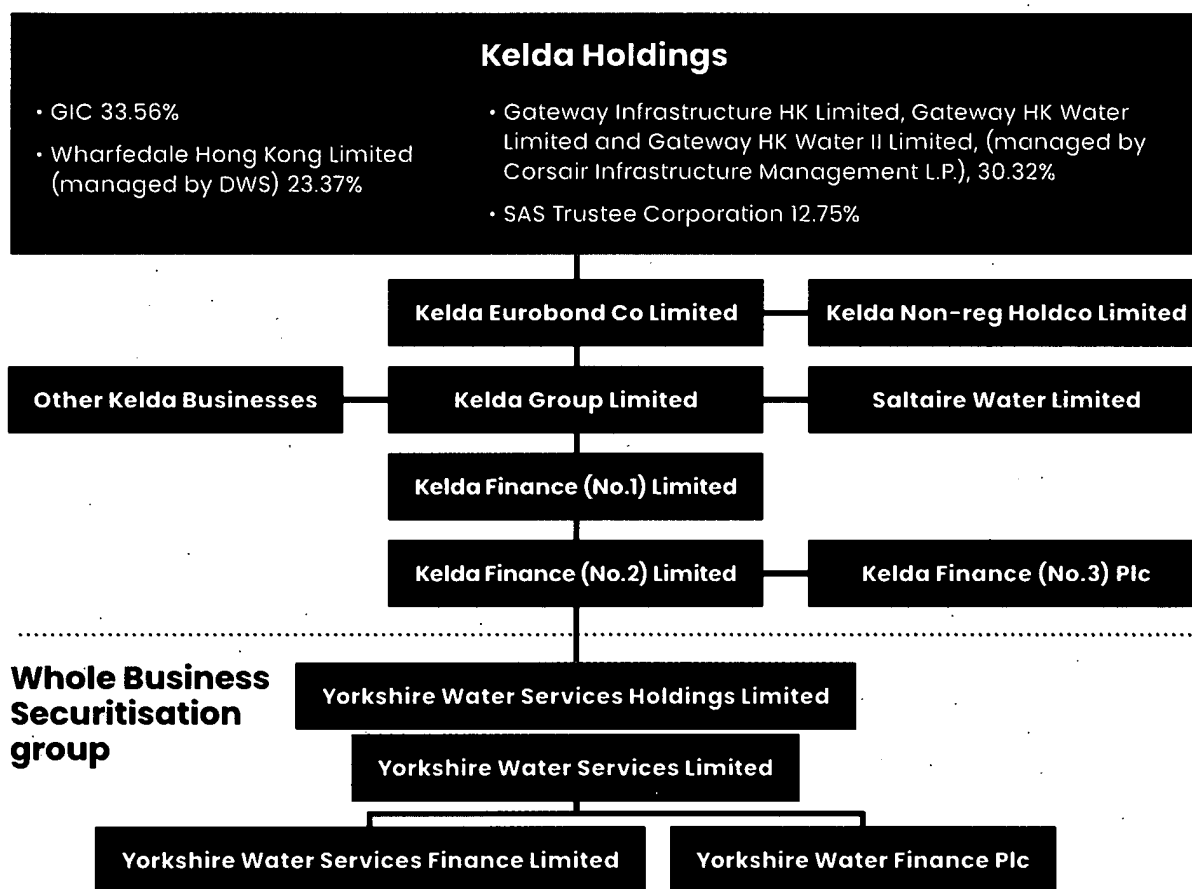 Kelda Holdings
• GIC 33.56%
• Wharfedale Hong Kong Limited
(managed by DWS) 23.37%
• Gateway Infrastructure HK Limited, Gateway HK Water
Limited and Gateway HK Water II Limited, (managed by
Corsair Infrastructure Management L.P.), 30.32%
• SAS Trustee Corporation 12.75%
Kelda Eurobond Co Limited
Kelda Non-reg Holdco Limited
Other Kelda Businesses
Kelda Group Limited
Saltaire Water Limited
Kelda Finance (No.1) Limited
Kelda Finance (No.2) Limited
Kelda Finance (No.3) Plc
Whole Business
Securitisation
group
Yorkshire Water Services Holdings Limited
Yorkshire Water Services Limited
Yorkshire Water Services Finance Limited
Yorkshire Water Finance Plc